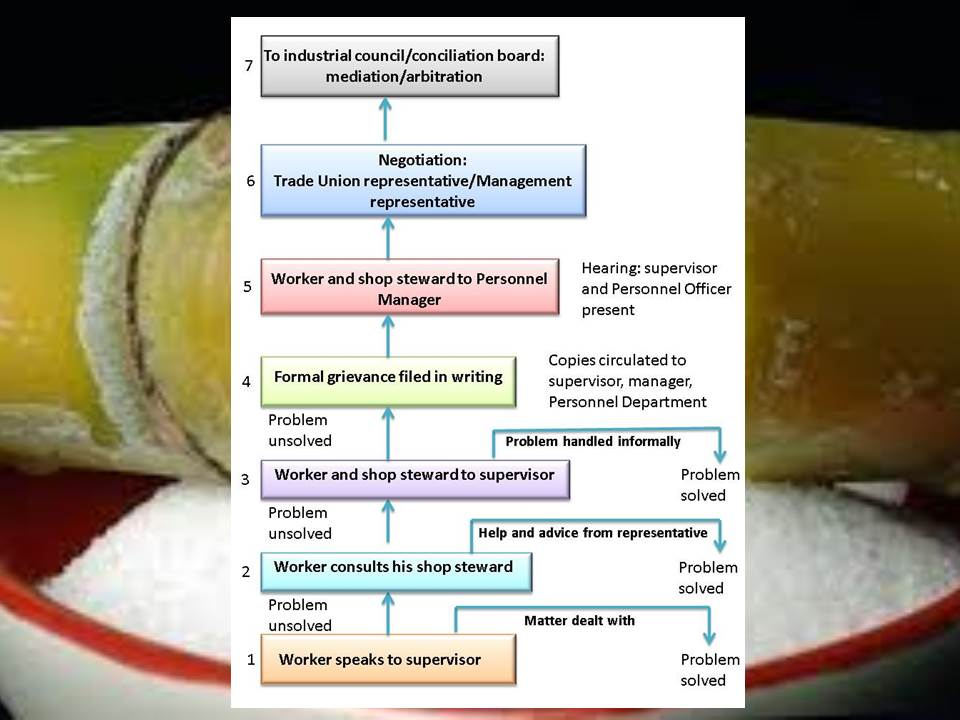 7
To industrial council/conciliation board:
mediation/arbitration
6
Negotiation:
Trade Union representative/Management
representative
5
Worker and shop steward to Personnel
Manager
Hearing: supervisor
and Personnel Officer
present
4
Formal grievance filed in writing
Copies circulated to
supervisor, manager,
Personnel Department
Problem
unsolved
Problem handled informally
3
Worker and shop steward to supervisor
Problem
solved
Problem
unsolved
Help and advice from representative
2
Worker consults his shop steward
Problem
solved
Problem
unsolved
Matter dealt with
1
Worker speaks to supervisor
Problem
solved